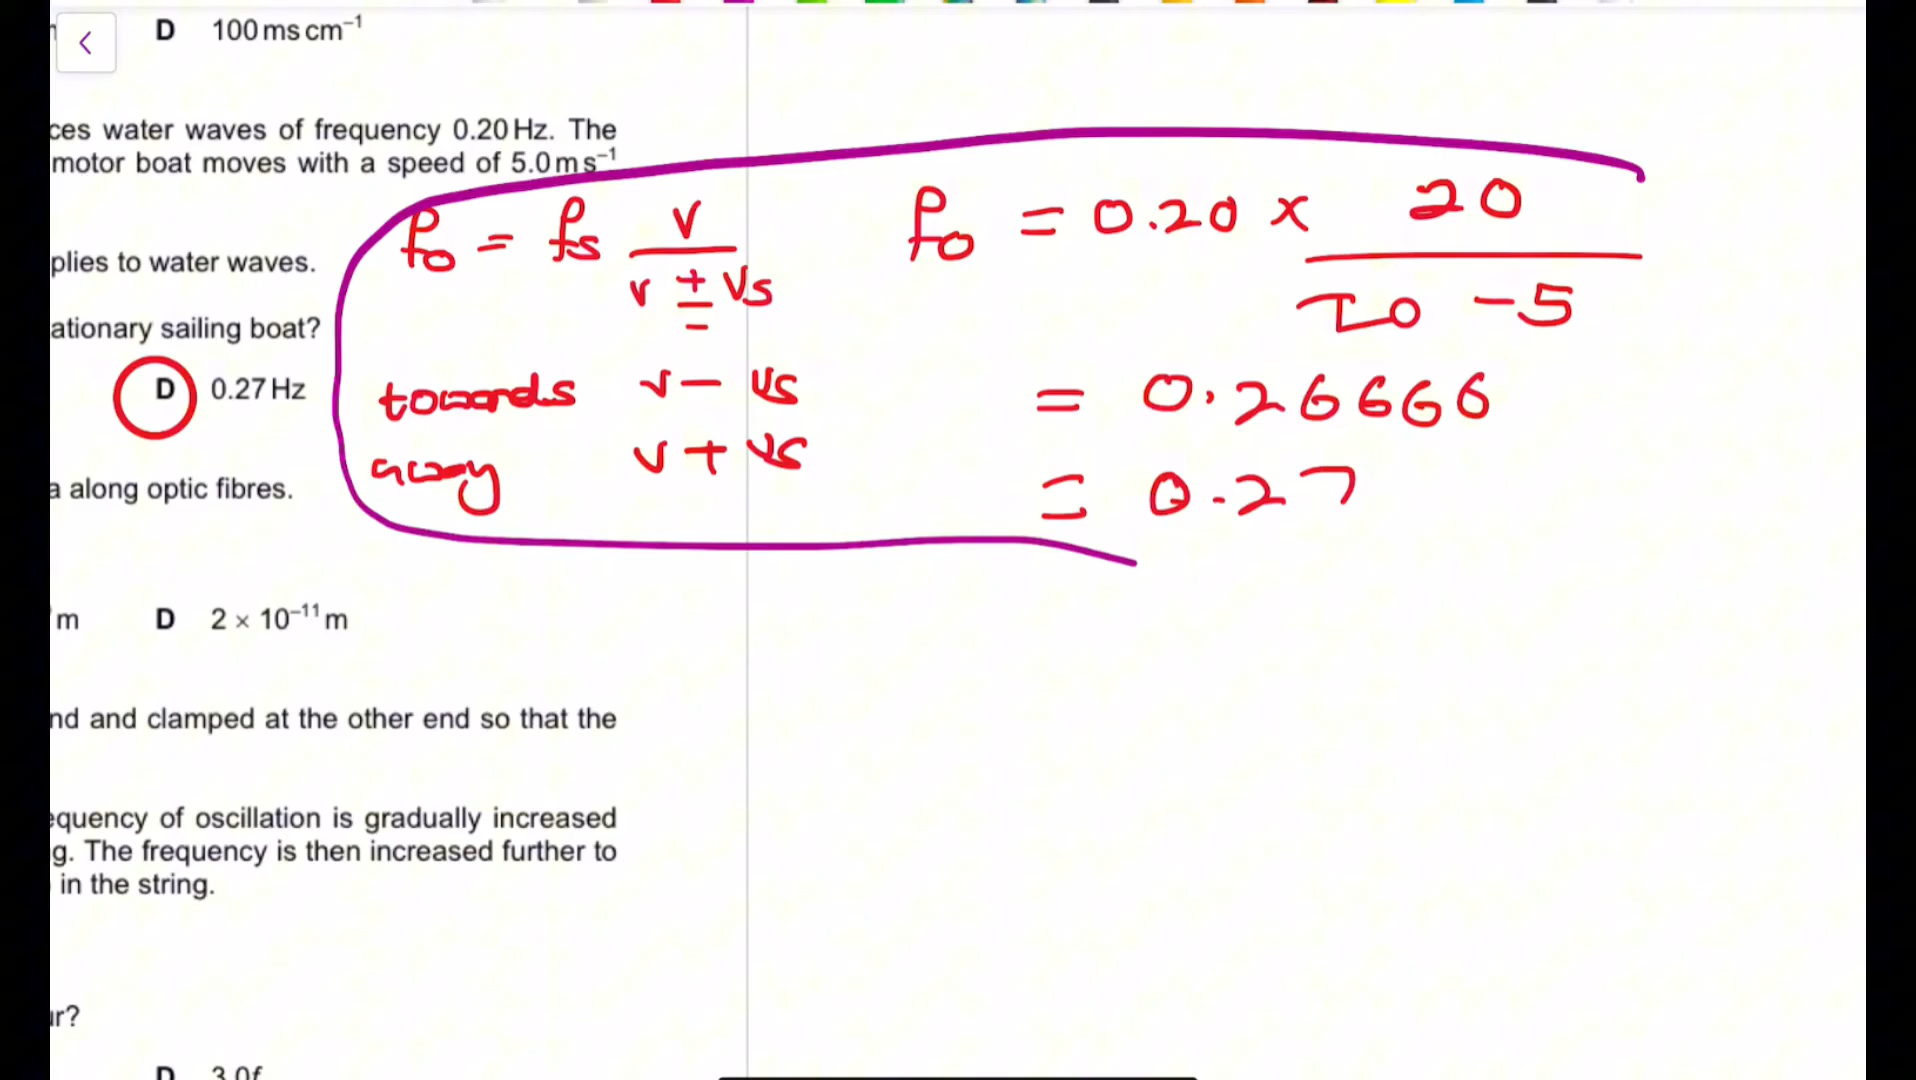 D 100 ms cm⁻¹
ces water waves of frequency 0.20 Hz. The
motor boat moves with a speed of 5.0 m s⁻¹
plies to water waves.
ationary sailing boat?
D 0.27 Hz
a along optic fibres.
m D 2 × 10⁻¹¹ m
nd and clamped at the other end so that the
equency of oscillation is gradually increased
g. The frequency is then increased further to
in the string.
ur?
D 3.0f
fo = fs v / (v ± vs)
towards v − vs
away v + vs
fo = 0.20 × 20 / (20 − 5)
= 0.26666
= 0.27